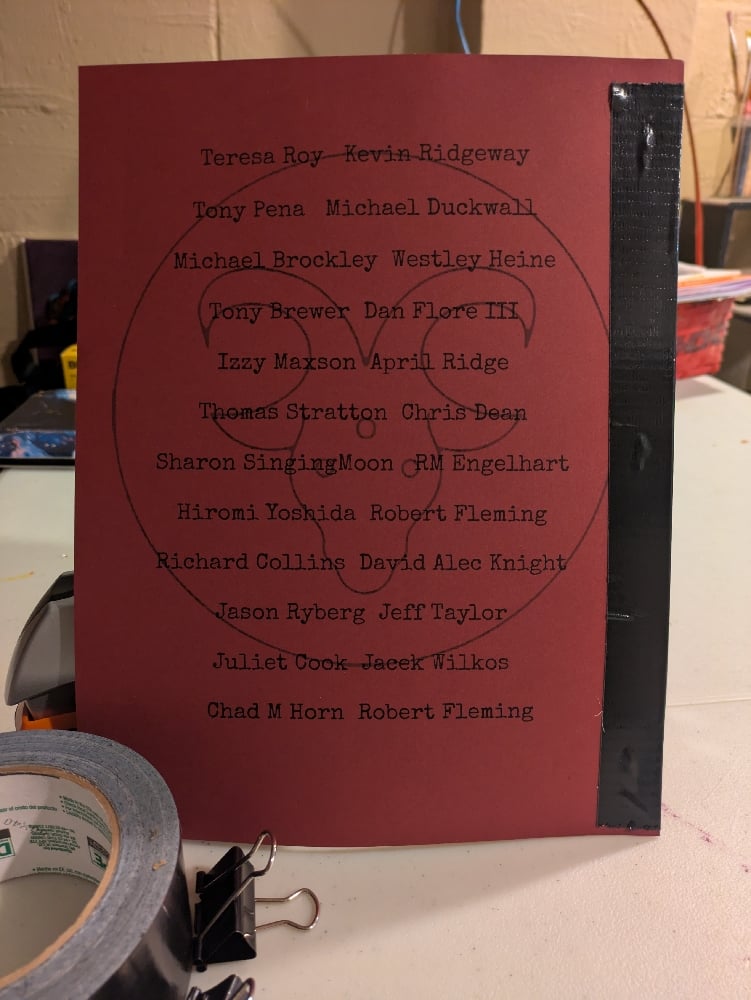 Teresa Roy Kevin Ridgeway
Tony Pena Michael Duckwall
Michael Brockley Westley Heine
Tony Brewer Dan Flore III
Izzy Maxson April Ridge
Thomas Stratton Chris Dean
Sharon SingingMoon RM Engelhart
Hiromi Yoshida Robert Fleming
Richard Collins David Alec Knight
Jason Ryberg Jeff Taylor
Juliet Cook Jacek Wilkos
Chad M Horn Robert Fleming